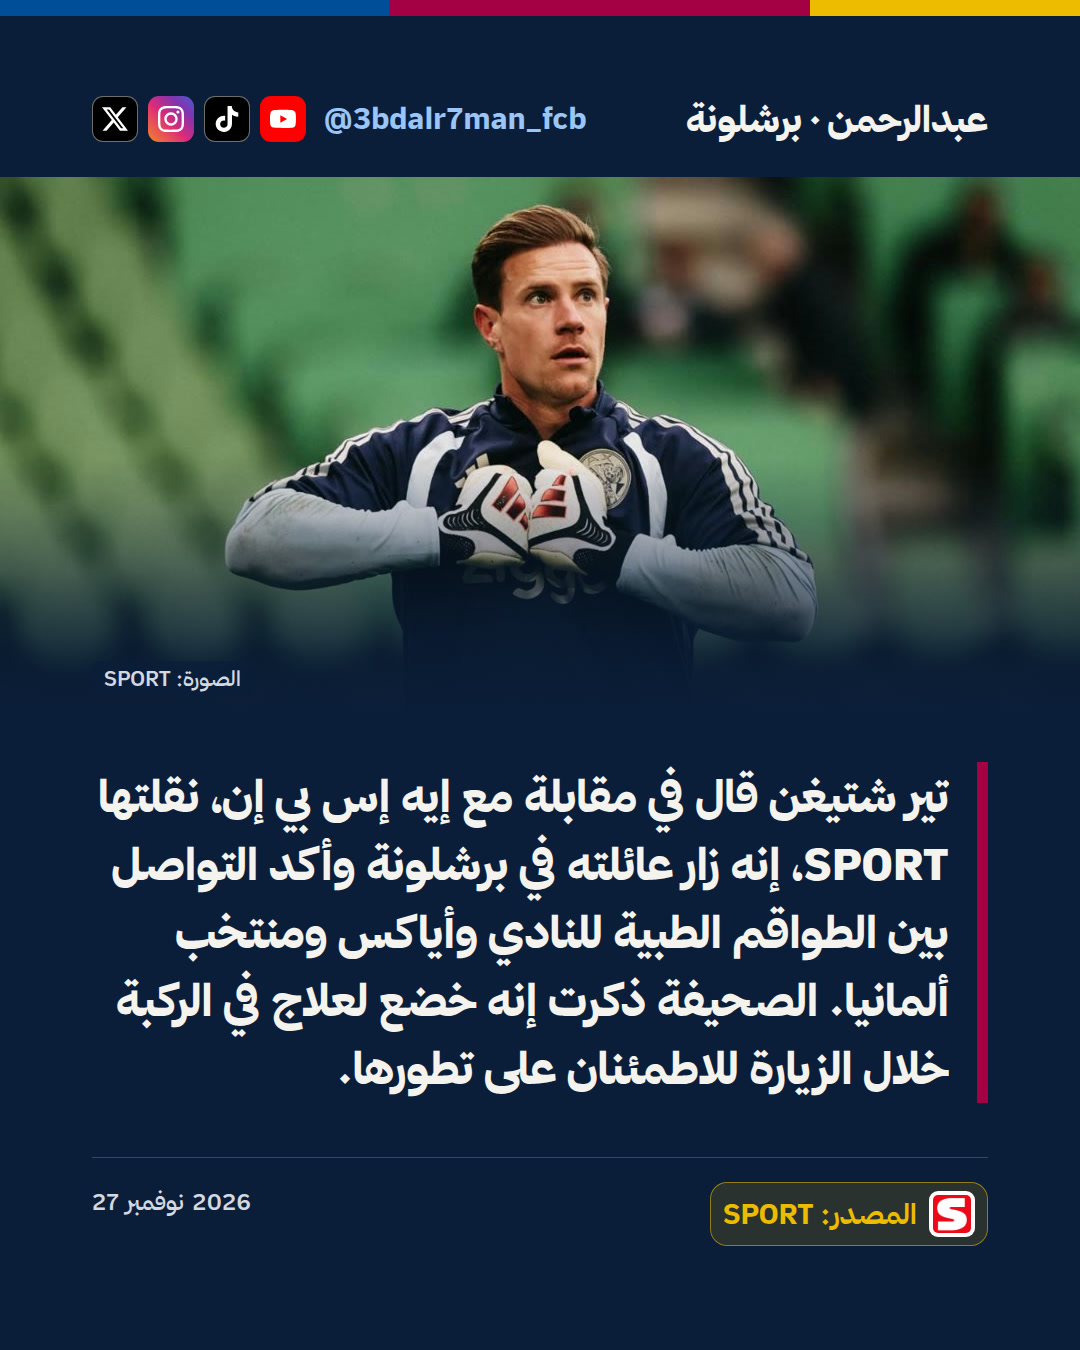 عبدالرحمن · برشلونة
@3bdalr7man_fcb
الصورة: SPORT
تير شتيغن قال في مقابلة مع إيه إس بي إن، نقلتها
SPORT، إنه زار عائلته في برشلونة وأكد التواصل
بين الطواقم الطبية للنادي وأياكس ومنتخب
ألمانيا. الصحيفة ذكرت إنه خضع لعلاج في الركبة
خلال الزيارة للاطمئنان على تطورها.
المصدر: SPORT
27 نوفمبر 2026